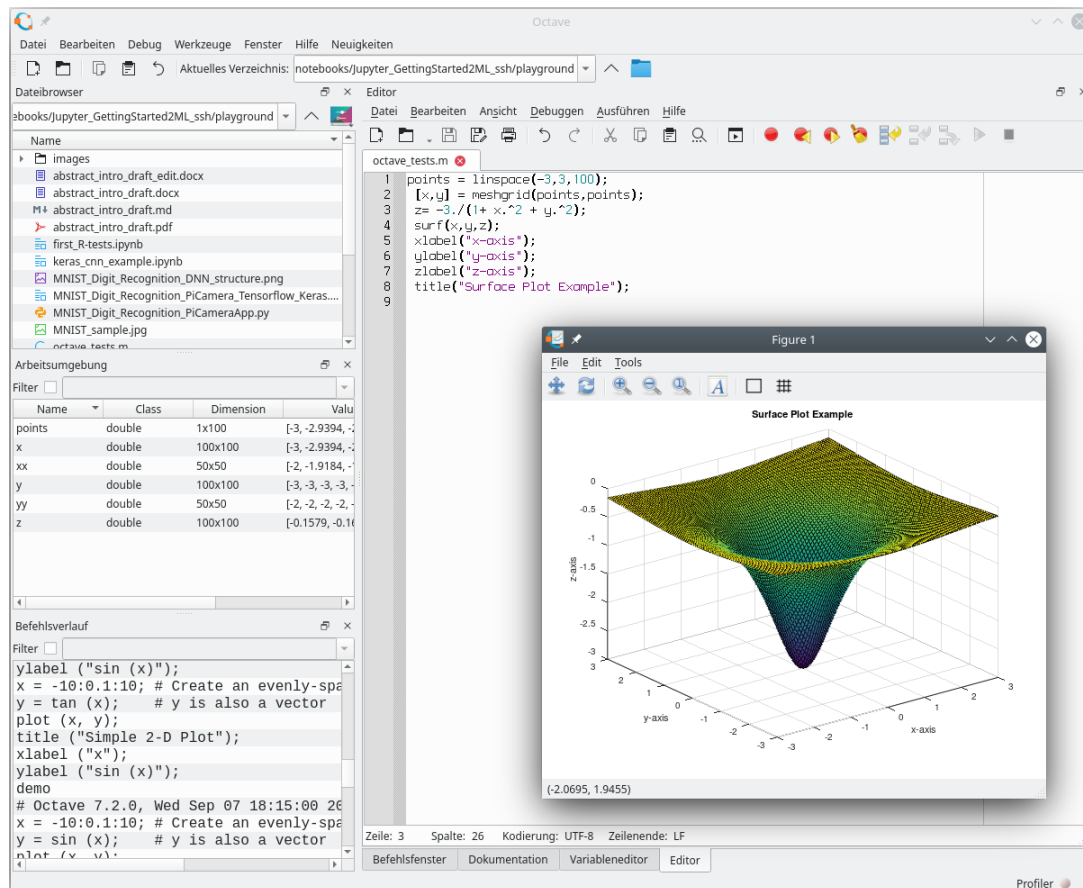 Octave
Datei Bearbeiten Debug Werkzeuge Fenster Hilfe Neuigkeiten
Aktuelles Verzeichnis: notebooks/Jupyter_GettingStarted2ML_ssh/playground
Dateibrowser
ebooks/Jupyter_GettingStarted2ML_ssh/playground
Name
images
abstract_intro_draft_edit.docx
abstract_intro_draft.docx
abstract_intro_draft.md
abstract_intro_draft.pdf
first_R-tests.ipynb
keras_cnn_example.ipynb
MNIST_Digit_Recognition_DNN_structure.png
MNIST_Digit_Recognition_PiCamera_Tensorflow_Keras....
MNIST_Digit_Recognition_PiCameraApp.py
MNIST_sample.jpg
octave_tests.m
Arbeitsumgebung
Filter
Name Class Dimension Valu
points double 1x100 [-3, -2.9394, -2
x double 100x100 [-3, -2.9394, -2
xx double 50x50 [-2, -1.9184, -1
y double 100x100 [-3, -3, -3, -3, -
yy double 50x50 [-2, -2, -2, -2, -
z double 100x100 [-0.1579, -0.16
Befehlsverlauf
Filter
ylabel ("sin (x)");
x = -10:0.1:10; # Create an evenly-spa
y = tan (x);    # y is also a vector
plot (x, y);
title ("Simple 2-D Plot");
xlabel ("x");
ylabel ("sin (x)");
demo
# Octave 7.2.0, Wed Sep 07 18:15:00 20
x = -10:0.1:10; # Create an evenly-spa
y = sin (x);    # y is also a vector
plot (x, y);
Editor
Datei Bearbeiten Ansicht Debuggen Ausführen Hilfe
octave_tests.m
1 points = linspace(-3,3,100);
2 [x,y] = meshgrid(points,points);
3 z= -3./(1+ x.^2 + y.^2);
4 surf(x,y,z);
5 xlabel("x-axis");
6 ylabel("y-axis");
7 zlabel("z-axis");
8 title("Surface Plot Example");
9
Figure 1
File Edit Tools
A
Surface Plot Example
0
-0.5
-1
-1.5
-2
-2.5
-3
z-axis
3
2
1
0
-1
-2
-3
y-axis
-3
-2
-1
0
1
2
3
x-axis
(-2.0695, 1.9455)
Zeile: 3 Spalte: 26 Kodierung: UTF-8 Zeilenende: LF
Befehlsfenster Dokumentation Variableneditor Editor
Profiler